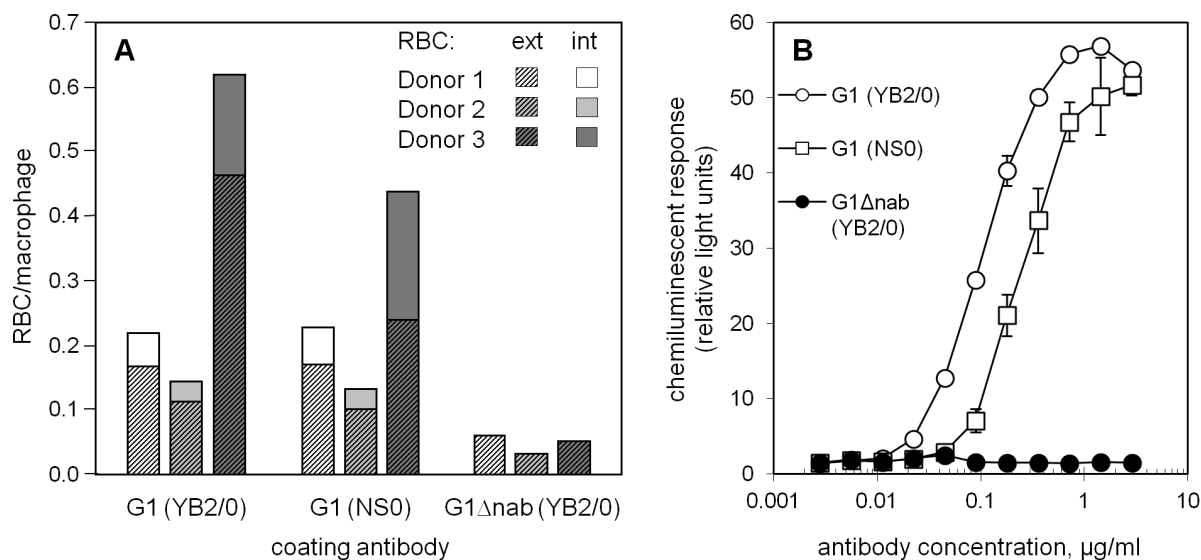 A
RBC/macrophage
0.7
0.6
0.5
0.4
0.3
0.2
0.1
0.0
RBC: ext int
Donor 1
Donor 2
Donor 3
G1 (YB2/0) G1 (NS0) G1Δnab (YB2/0)
coating antibody
B
chemiluminescent response
(relative light units)
60
50
40
30
20
10
0
G1 (YB2/0)
G1 (NS0)
G1Δnab
(YB2/0)
0.001 0.01 0.1 1 10
antibody concentration, µg/ml